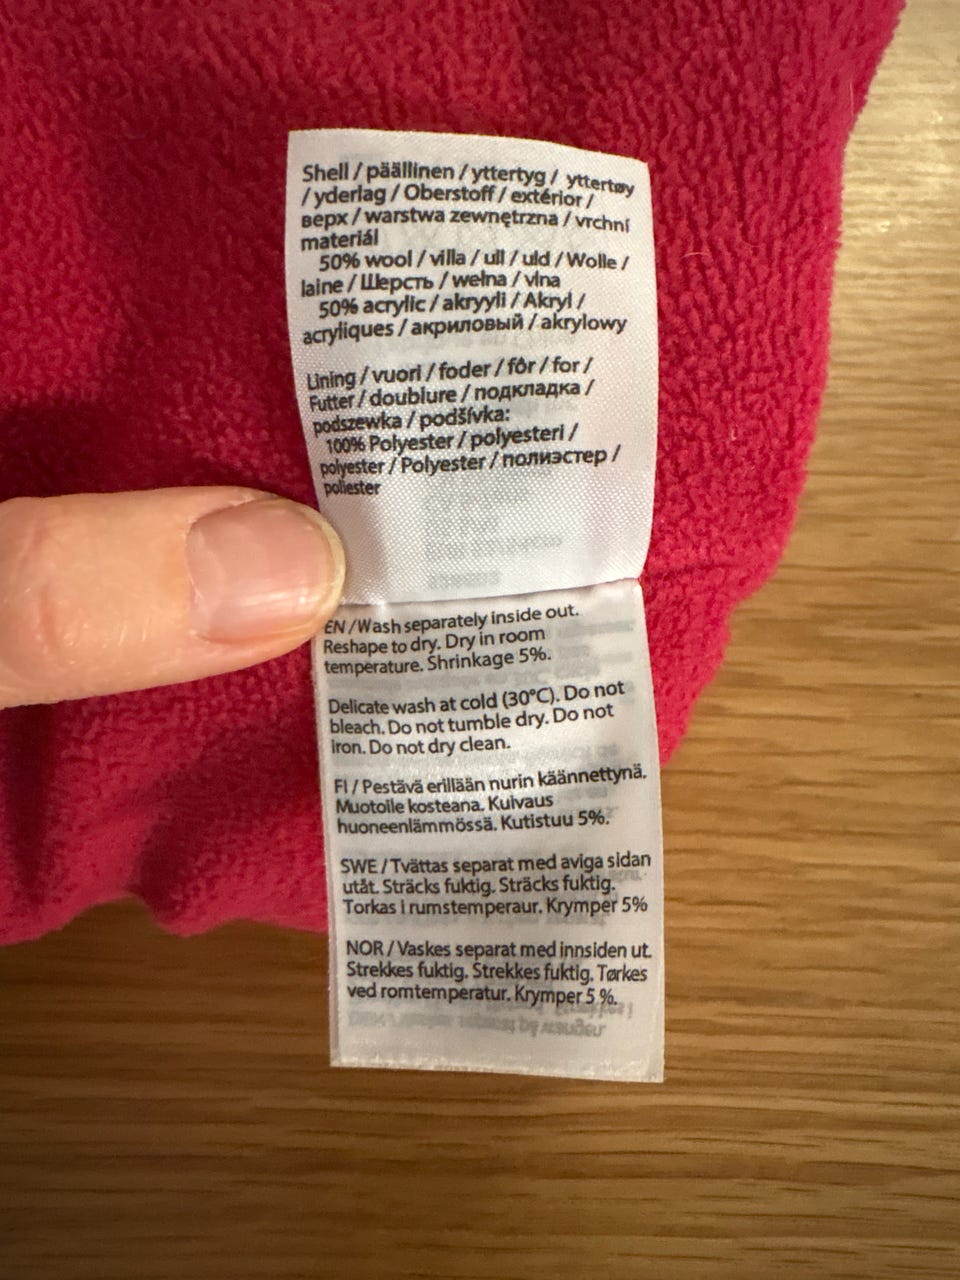 Shell / päällinen / yttertyg / yttertøy
/ yderlag / Oberstoff / extérior /
верх / warstwa zewnętrzna / vrchní
materiál
50% wool / villa / ull / uld / Wolle /
laine / Шерсть / wełna / vlna
50% acrylic / akryyli / Akryl /
acryliques / акриловый / akrylowy
Lining / vuori / foder / fôr / for /
Futter / doublure / подкладка /
podszewka / podšívka:
100% Polyester / polyesteri /
polyester / Polyester / полиэстер /
poliester
EN / Wash separately inside out.
Reshape to dry. Dry in room
temperature. Shrinkage 5%.
Delicate wash at cold (30°C). Do not
bleach. Do not tumble dry. Do not
iron. Do not dry clean.
FI / Pestävä erillään nurin käännettynä.
Muotoile kosteana. Kuivaus
huoneenlämmössä. Kutistuu 5%.
SWE / Tvättas separat med aviga sidan
utåt. Sträcks fuktig. Sträcks fuktig.
Torkas i rumstemperaur. Krymper 5%
NOR / Vaskes separat med innsiden ut.
Strekkes fuktig. Strekkes fuktig. Tørkes
ved romtemperatur. Krymper 5 %.